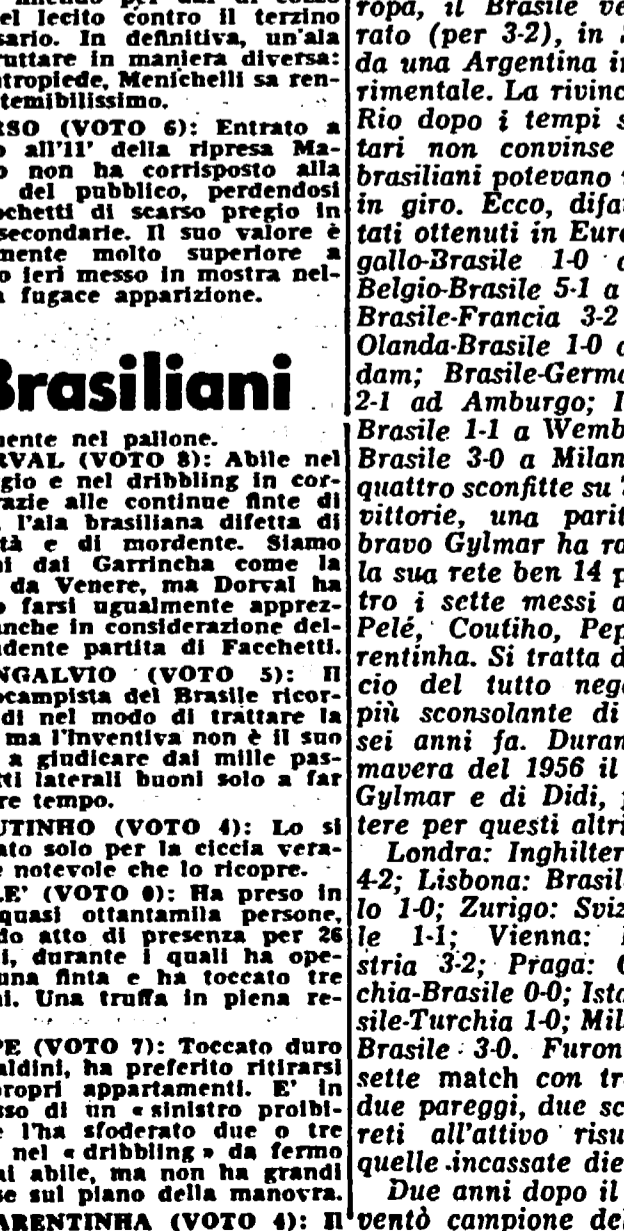 el lecito contro il terzino
sario. In definitiva, un'ala
ruttare in maniera diversa:
ntropiede, Menichelli sa ren-
temibilissimo.
RSO (VOTO 6): Entrato a
o all'11' della ripresa Ma-
o non ha corrisposto alla
del pubblico, perdendosi
ochetti di scarso pregio in
secondarie. Il suo valore è
mente molto superiore a
o ieri messo in mostra nel-
a fugace apparizione.
Brasiliani
mente nel pallone.
RVAL (VOTO 8): Abile nel
gio e nel dribbling in cor-
razie alle continue finte di
, l'ala brasiliana difetta di
tà e di mordente. Siamo
ni dai Garrincha come la
da Venere, ma Dorval ha
o farsi ugualmente apprez-
anche in considerazione del-
dente partita di Facchetti.
NGALVIO (VOTO 5): Il
ocampista del Brasile ricor-
di nel modo di trattare la
ma l'inventiva non è il suo
a giudicare dai mille pas-
tti laterali buoni solo a far
re tempo.
UTINHO (VOTO 4): Lo si
ato solo per la ciccia vera-
e notevole che lo ricopre.
LE' (VOTO 0): Ha preso in
quasi ottantamila persone,
do atto di presenza per 26
i, durante i quali ha ope-
una finta e ha toccato tre
ni. Una truffa in piena re-
PE (VOTO 7): Toccato duro
aldini, ha preferito ritirarsi
propri appartamenti. E' in
sso di un « sinistro proibi-
e l'ha sfoderato due o tre
nel « dribbling » da fermo
ai abile, ma non ha grandi
se sul piano della manovra.
ARENTINHA (VOTO 4): Il
ropa, il Brasile ve
rato (per 3-2), in
da una Argentina in
rimentale. La rivinc
Rio dopo i tempi s
tari non convinse
brasiliani potevano
in giro. Ecco, difat
tati ottenuti in Euro
gallo-Brasile 1-0
Belgio-Brasile 5-1 a
Brasile-Francia 3-2
Olanda-Brasile 1-0
dam; Brasile-Germa
2-1 ad Amburgo; I
Brasile 1-1 a Wemb
Brasile 3-0 a Milan
quattro sconfitte su 7
vittorie, una parit
bravo Gylmar ha ra
la sua rete ben 14 p
tro i sette messi a
Pelé, Coutiho, Pep
rentinha. Si tratta d
cio del tutto nega
più sconsolante di
sei anni fa. Duran
mavera del 1956 il
Gylmar e di Didi,
tere per questi altri
Londra: Inghilter
4-2; Lisbona: Brasil
lo 1-0; Zurigo: Sviz
le 1-1; Vienna:
stria 3-2; Praga: C
chia-Brasile 0-0; Ista
sile-Turchia 1-0; Mil
Brasile 3-0. Furon
sette match con tr
due pareggi, due sc
reti all'attivo risu
quelle incassate die
Due anni dopo il
ventò campione del